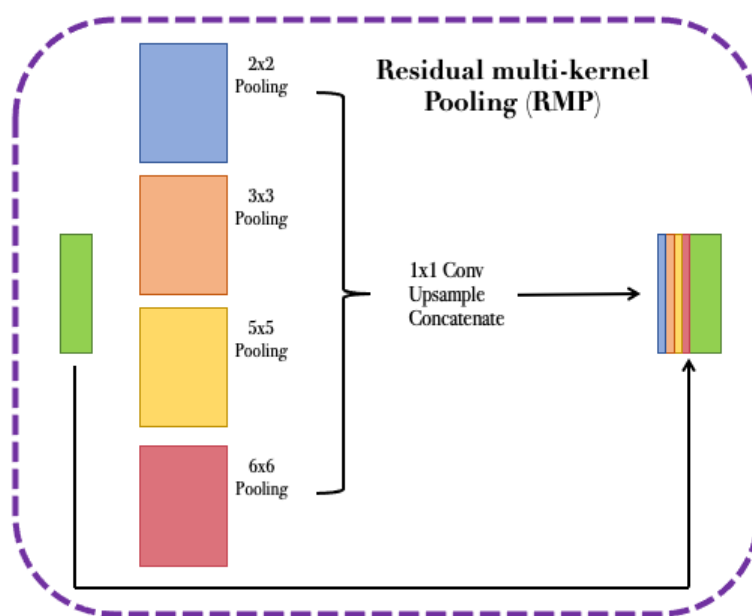 Residual multi-kernel
Pooling (RMP)
2x2
Pooling
3x3
Pooling
5x5
Pooling
6x6
Pooling
1x1 Conv
Upsample
Concatenate